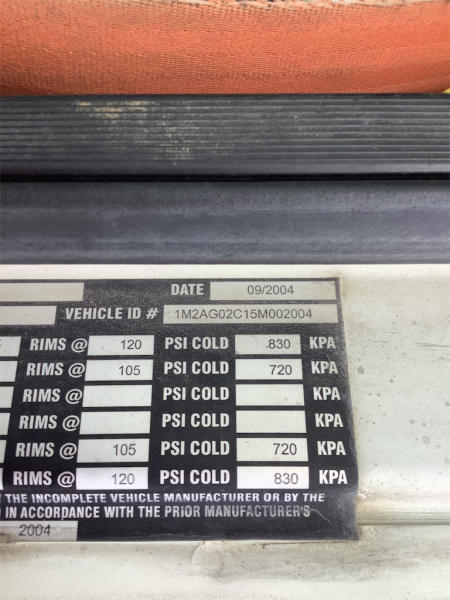 DATE 09/2004
VEHICLE ID # 1M2AG02C15M002004
RIMS @ 120 PSI COLD .830 KPA
RIMS @ 105 PSI COLD 720 KPA
RIMS @ PSI COLD KPA
RIMS @ PSI COLD KPA
RIMS @ 105 PSI COLD 720 KPA
RIMS @ 120 PSI COLD 830 KPA
THE INCOMPLETE VEHICLE MANUFACTURER OR BY THE
IN ACCORDANCE WITH THE PRIOR MANUFACTURER'S
2004